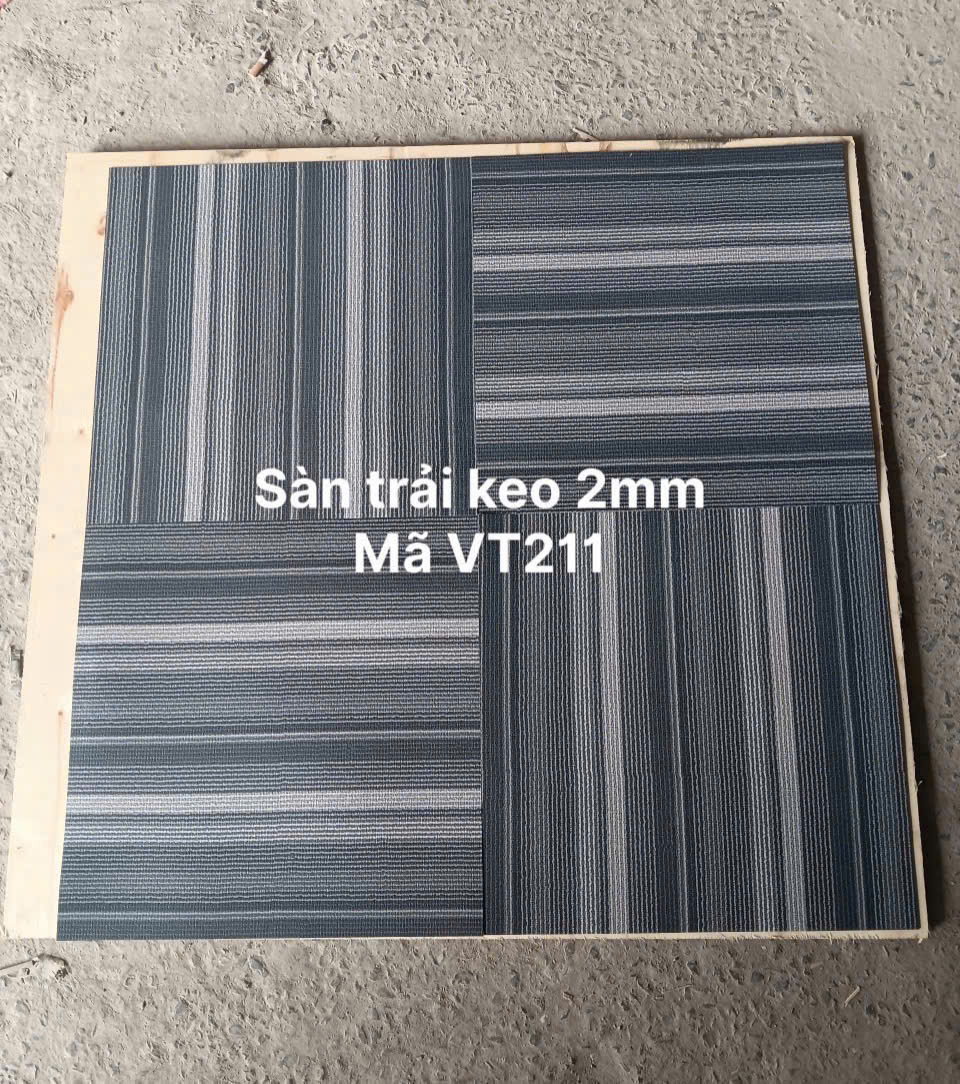 Sàn trải keo 2mm
Mã VT211